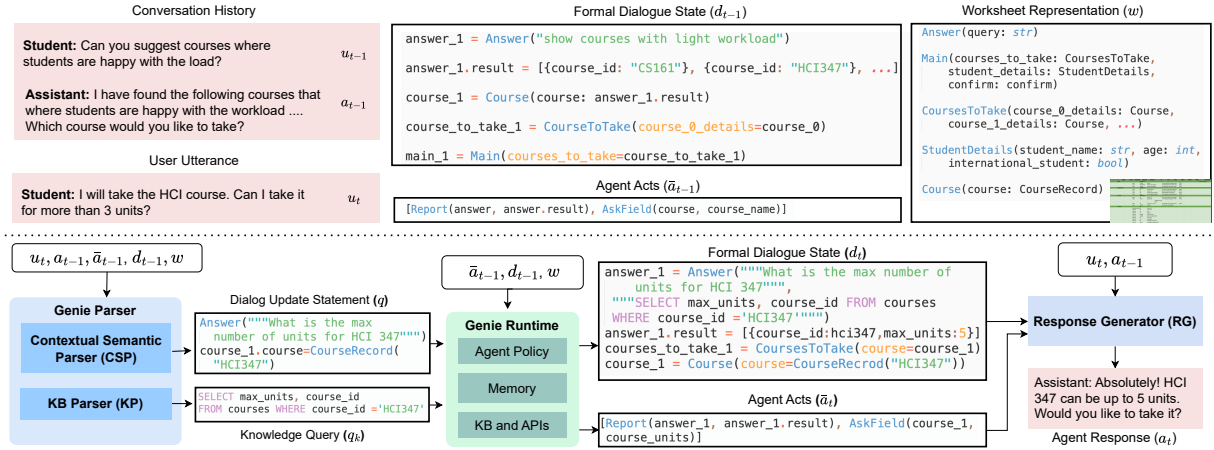 Conversation History
Student: Can you suggest courses where
students are happy with the load?
u_{t-1}
Assistant: I have found the following courses that
where students are happy with the workload ....
Which course would you like to take?
a_{t-1}
User Utterance
Student: I will take the HCI course. Can I take it
for more than 3 units?
u_t
Formal Dialogue State (d_{t-1})
answer_1 = Answer("show courses with light workload")
answer_1.result = [{course_id: "CS161"}, {course_id: "HCI347"}, ...]
course_1 = Course(course: answer_1.result)
course_to_take_1 = CourseToTake(course_0_details=course_0)
main_1 = Main(courses_to_take=course_to_take_1)
Agent Acts (ā_{t-1})
[Report(answer, answer.result), AskField(course, course_name)]
Worksheet Representation (w)
Answer(query: str)
Main(courses_to_take: CoursesToTake,
student_details: StudentDetails,
confirm: confirm)
CoursesToTake(course_0_details: Course,
course_1_details: Course, ...)
StudentDetails(student_name: str, age: int,
international_student: bool)
Course(course: CourseRecord)
u_t, a_{t-1}, ā_{t-1}, d_{t-1}, w
Genie Parser
Contextual Semantic
Parser (CSP)
KB Parser (KP)
Dialog Update Statement (q)
Answer("""What is the max
number of units for HCI 347""")
course_1.course=CourseRecord(
"HCI347")
SELECT max_units, course_id
FROM courses WHERE course_id ='HCI347'
Knowledge Query (q_k)
ā_{t-1}, d_{t-1}, w
Genie Runtime
Agent Policy
Memory
KB and APIs
Formal Dialogue State (d_t)
answer_1 = Answer("""What is the max number of
units for HCI 347""",
"""SELECT max_units, course_id FROM courses
WHERE course_id ='HCI347'""")
answer_1.result = [{course_id:hci347,max_units:5}]
courses_to_take_1 = CoursesToTake(course=course_1)
course_1 = Course(course=CourseRecrod("HCI347"))
Agent Acts (ā_t)
[Report(answer_1, answer_1.result), AskField(course_1,
course_units)]
u_t, a_{t-1}
Response Generator (RG)
Assistant: Absolutely! HCI
347 can be up to 5 units.
Would you like to take it?
Agent Response (a_t)